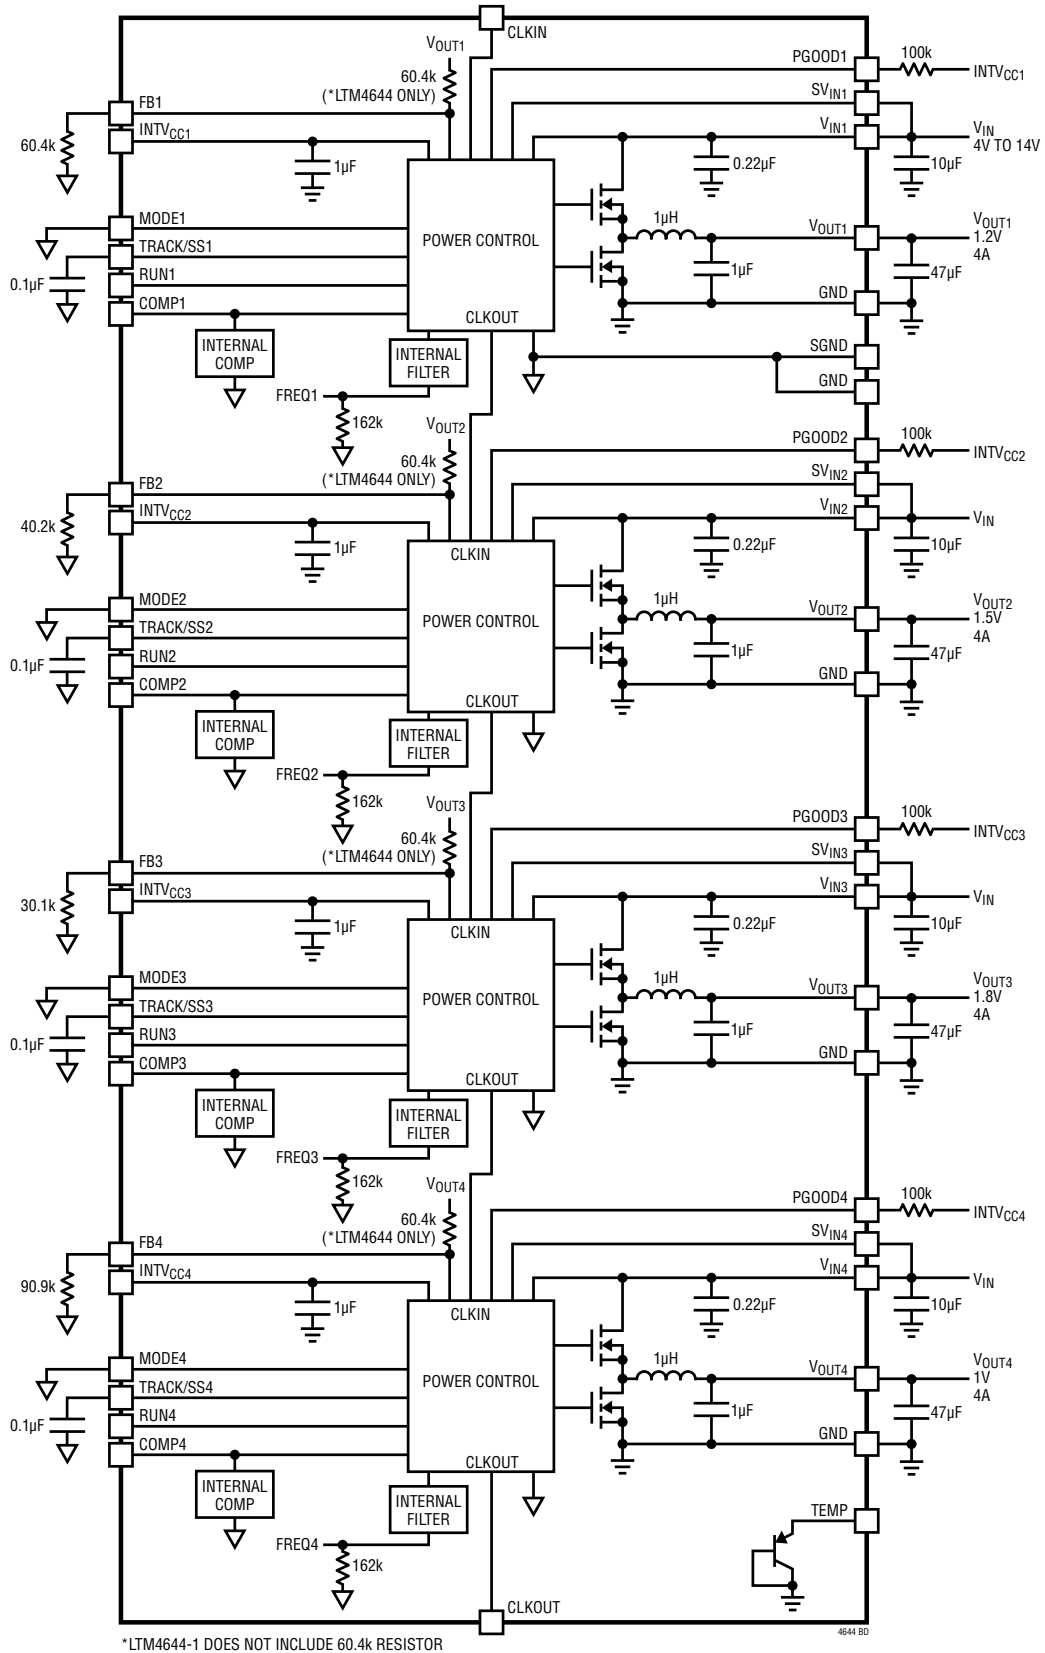 CLKIN
VOUT1
60.4k
(*LTM4644 ONLY)
PGOOD1
100k
INTVCC1
SVIN1
VIN1
VIN
4V TO 14V
FB1
INTVCC1
60.4k
1µF
0.22µF
10µF
MODE1
TRACK/SS1
0.1µF
RUN1
COMP1
POWER CONTROL
CLKOUT
1µH
VOUT1
VOUT1
1.2V
4A
1µF
47µF
GND
INTERNAL
COMP
INTERNAL
FILTER
SGND
GND
FREQ1
162k
VOUT2
60.4k
(*LTM4644 ONLY)
PGOOD2
100k
INTVCC2
SVIN2
VIN2
VIN
FB2
INTVCC2
40.2k
1µF
CLKIN
0.22µF
10µF
MODE2
TRACK/SS2
0.1µF
RUN2
COMP2
POWER CONTROL
CLKOUT
1µH
VOUT2
VOUT2
1.5V
4A
1µF
47µF
GND
INTERNAL
COMP
INTERNAL
FILTER
FREQ2
162k
VOUT3
60.4k
(*LTM4644 ONLY)
PGOOD3
100k
INTVCC3
SVIN3
VIN3
VIN
FB3
INTVCC3
30.1k
1µF
CLKIN
0.22µF
10µF
MODE3
TRACK/SS3
0.1µF
RUN3
COMP3
POWER CONTROL
CLKOUT
1µH
VOUT3
VOUT3
1.8V
4A
1µF
47µF
GND
INTERNAL
COMP
INTERNAL
FILTER
FREQ3
162k
VOUT4
60.4k
(*LTM4644 ONLY)
PGOOD4
100k
INTVCC4
SVIN4
VIN4
VIN
FB4
INTVCC4
90.9k
1µF
CLKIN
0.22µF
10µF
MODE4
TRACK/SS4
0.1µF
RUN4
COMP4
POWER CONTROL
CLKOUT
1µH
VOUT4
VOUT4
1V
4A
1µF
47µF
GND
INTERNAL
COMP
INTERNAL
FILTER
FREQ4
162k
TEMP
CLKOUT
4644 BD
*LTM4644-1 DOES NOT INCLUDE 60.4k RESISTOR